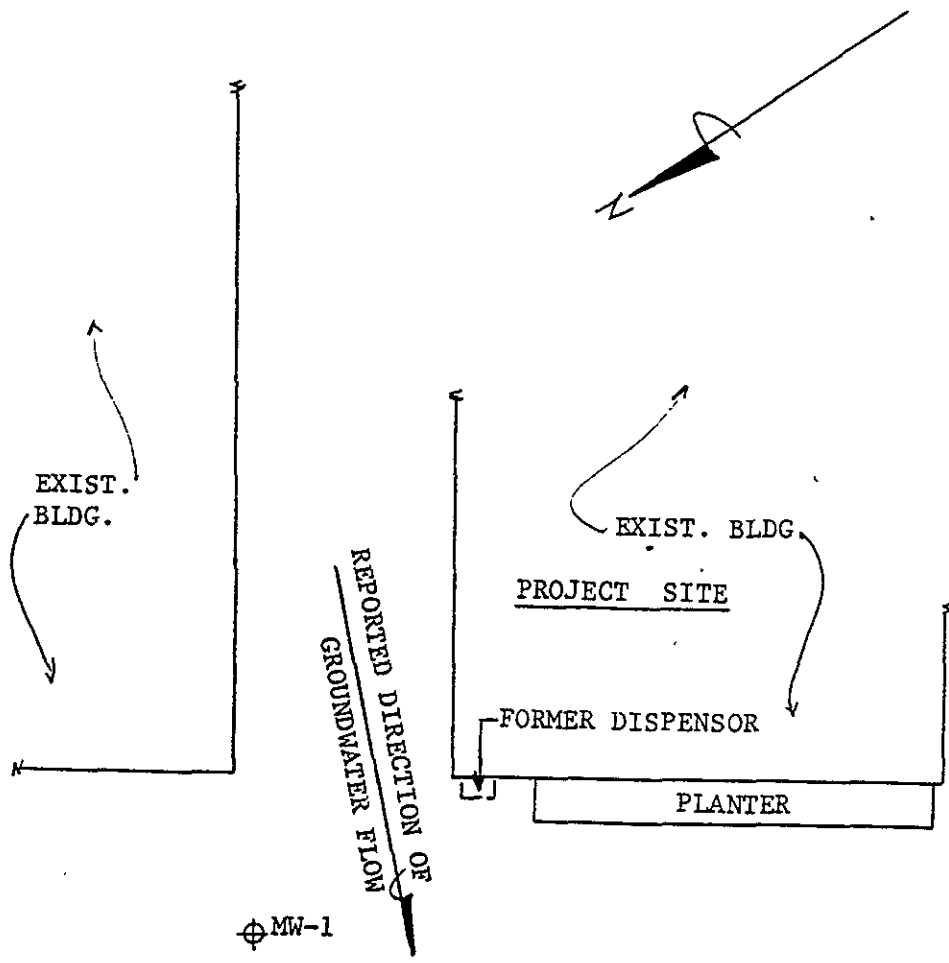 N
EXIST.
BLDG.
EXIST. BLDG.
PROJECT SITE
REPORTED DIRECTION OF
GROUNDWATER FLOW
FORMER DISPENSOR
PLANTER
MW-1